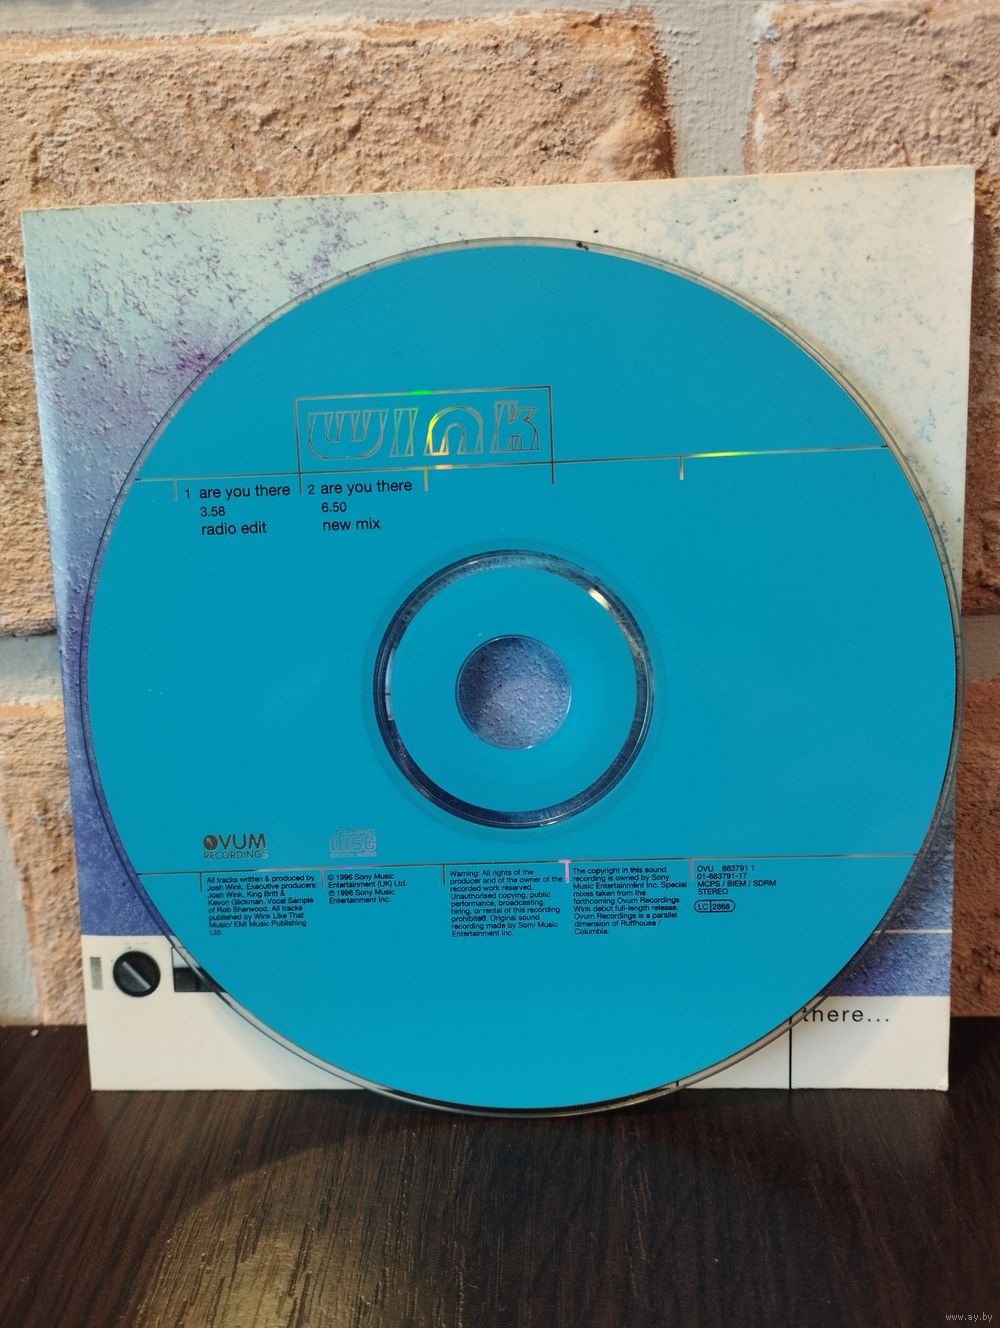 wink
1 are you there
3.58
radio edit
2 are you there
6.50
new mix
OVUM
RECORDINGS
COMPACT
disc
DIGITAL AUDIO
All tracks written & produced by
Josh Wink. Executive producers:
Josh Wink, King Britt &
Kevon Glickman. Vocal Sample
of Rob Sherwood. All tracks
published by Wink Like That
Music/ EMI Music Publishing
Ltd.
© 1996 Sony Music
Entertainment (UK) Ltd.
℗ 1996 Sony Music
Entertainment Inc.
Warning: All rights of the
producer and of the owner of the
recorded work reserved.
Unauthorised copying, public
performance, broadcasting,
hiring, or rental of this recording
prohibited. Original sound
recording made by Sony Music
Entertainment Inc.
The copyright in this sound
recording is owned by Sony
Music Entertainment Inc. Special
mixes taken from the
forthcoming Ovum Recordings
Wink debut full-length release.
Ovum Recordings is a parallel
dimension of Ruffhouse /
Columbia.
OVU 663791 1
01-663791-17
MCPS / BIEM / SDRM
STEREO
LC 2868
there...
www.ay.by